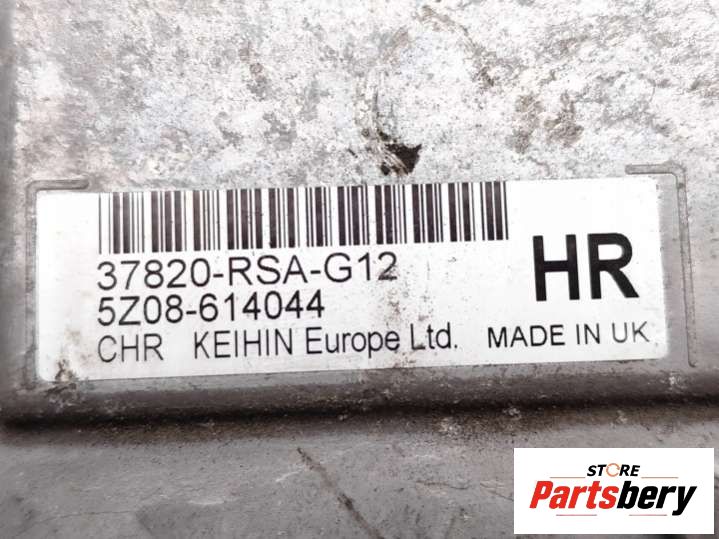 37820-RSA-G12
5Z08-614044
CHR KEIHIN Europe Ltd. MADE IN UK
HR
STORE
Partsbery